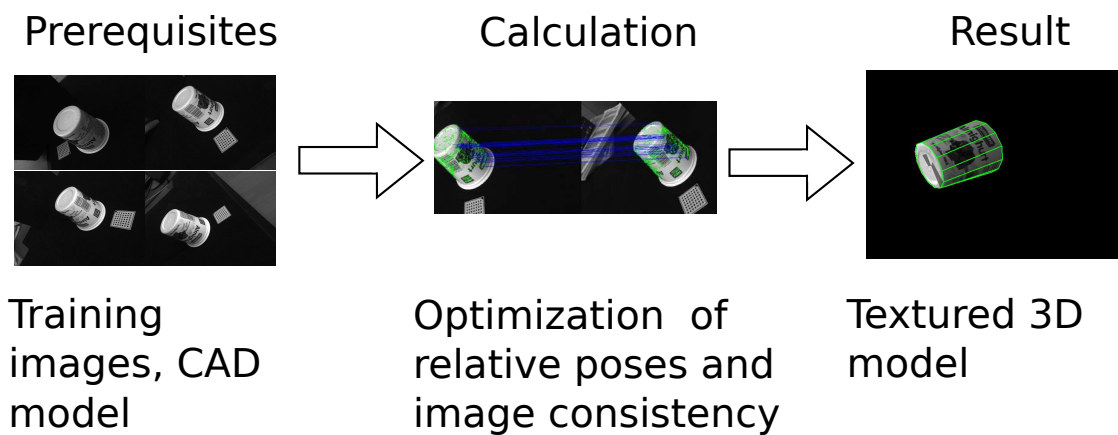 Prerequisites
Calculation
Result
Training
images, CAD
model
Optimization of
relative poses and
image consistency
Textured 3D
model